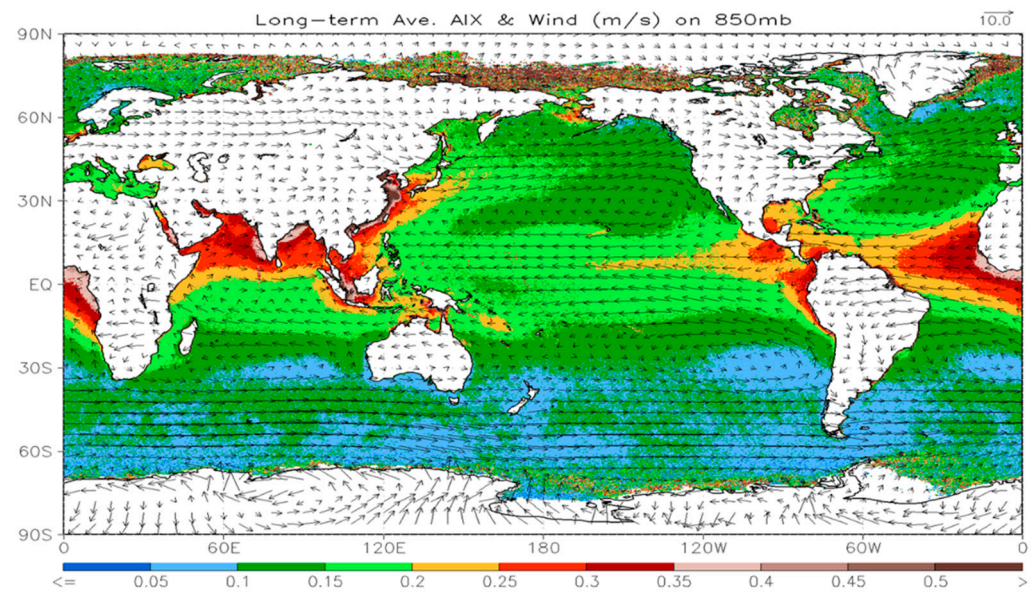 Long-term Ave. AIX & Wind (m/s) on 850mb
10.0
90N
60N
30N
EQ
30S
60S
90S
0 60E 120E 180 120W 60W 0
<= 0.05 0.1 0.15 0.2 0.25 0.3 0.35 0.4 0.45 0.5 >